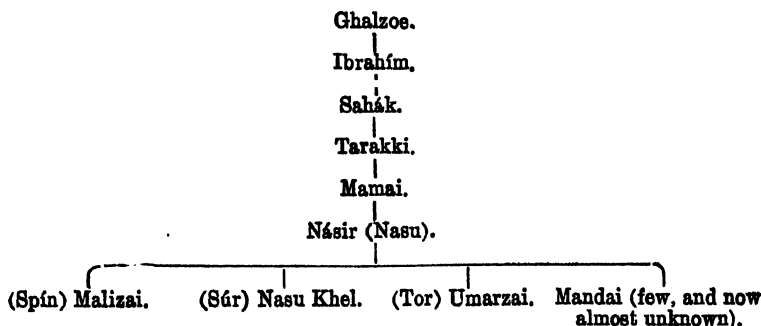 Ghalzoe.
Ibrahím.
Sahák.
Tarakki.
Mamai.
Násir (Nasu).
(Spín) Malizai. (Súr) Nasu Khel. (Tor) Umarzai. Mandai (few, and now
almost unknown).